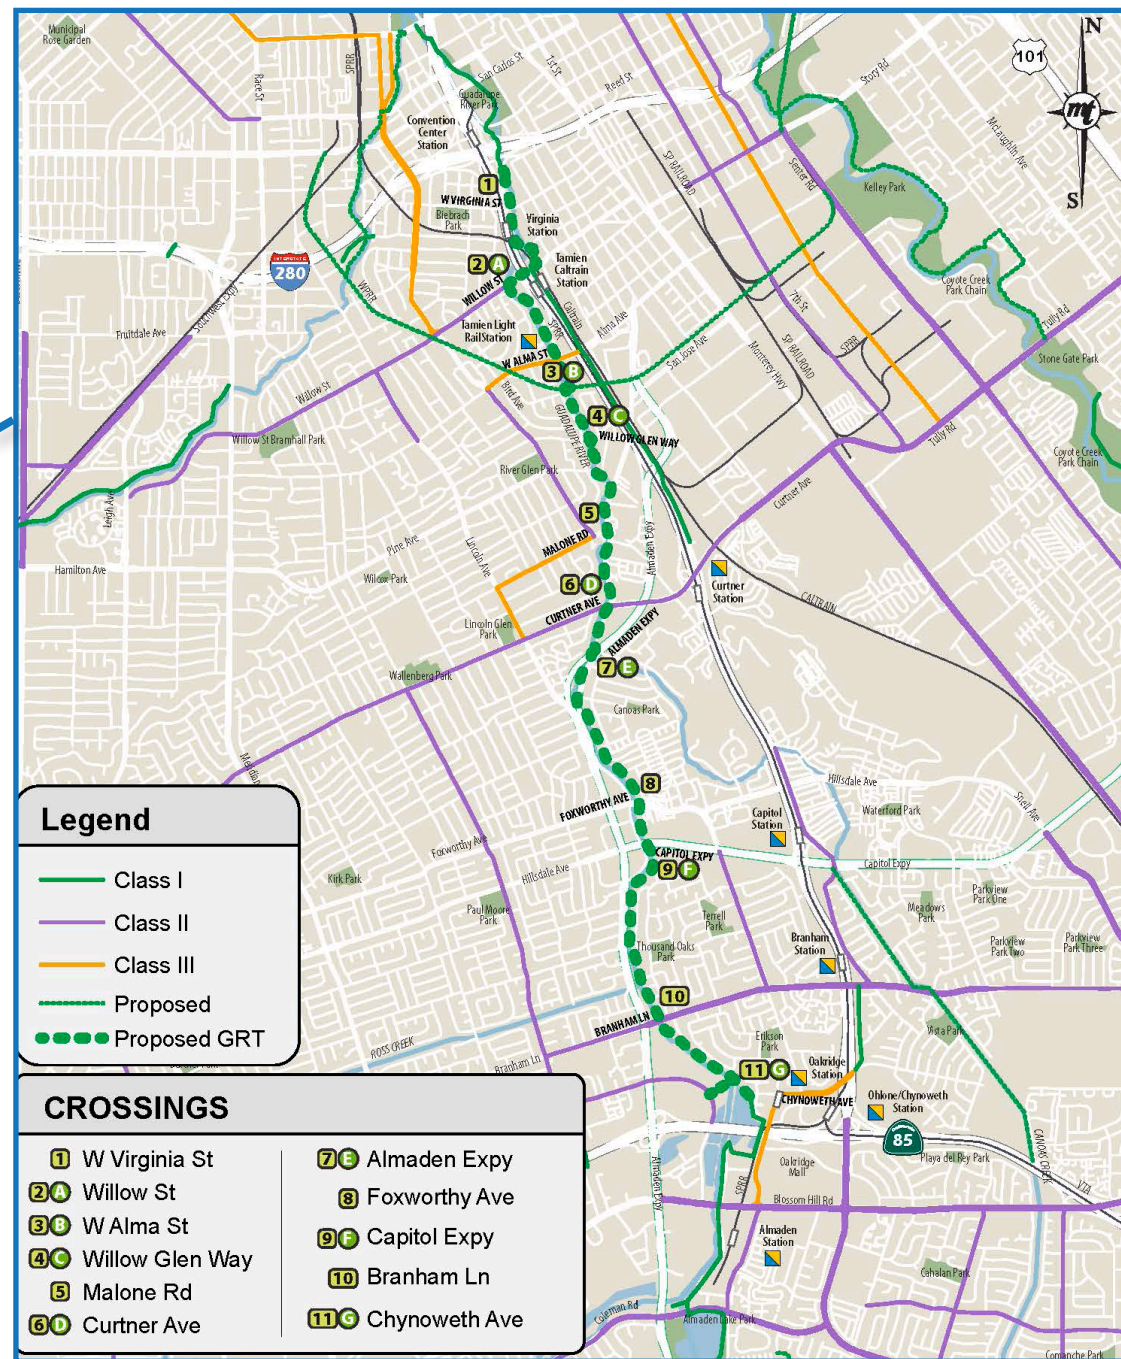 Municipal
Rose Garden
Race St
SPRR
San Carlos St
1st St
Reed St
Guadalupe
River Park
Convention
Center
Station
101
Story Rd
N
mt
S
McLaughlin Ave
SP RAILROAD
Senter Rd
Kelley Park
1
W VIRGINIA ST
Biebrach
Park
Virginia
Station
2 A
WILLOW ST
Tamien
Caltrain
Station
INTERSTATE
280
WPRR
Southwest Expy
Fruitdale Ave
Coyote Creek
Park Chain
Tully Rd
7th St
Tamien Light
Rail Station
SPRR
Caltrain
Alma Ave
W ALMA ST
3 B
San Jose Ave
Monterey Hwy
SP RAILROAD
SPRR
Stone Gate Park
Willow St
Bird Ave
4 C
WILLOW GLEN WAY
GUADALUPE RIVER
Willow St Bramhall Park
River Glen Park
Tully Rd
Coyote Creek
Park Chain
Leigh Ave
Curtner Ave
5
MALONE RD
Pine Ave
Lincoln Ave
Almaden Expy
Hamilton Ave
Wilcox Park
6 D
CURTNER AVE
Curtner
Station
CALTRAIN
Lincoln Glen
Park
ALMADEN EXPY
7 E
Wallenberg Park
Canoas Park
8
FOXWORTHY AVE
Hillsdale Ave
Waterford Park
Snell Ave
Capitol
Station
Foxworthy Ave
Hillsdale Ave
CAPITOL EXPY
9 F
Capitol Expy
Kirk Park
Paul Moore
Park
Terrell
Park
Meadows
Park
Parkview
Park One
Parkview
Park Two
Parkview
Park Three
Thousand Oaks
Park
Branham
Station
10
BRANHAM LN
ROSS CREEK
Branham Ln
Erikson
Park
Vista Park
11 G
Oakridge
Station
CHYNOWETH AVE
Ohlone/Chynoweth
Station
85
Playa del Rey Park
CANOAS CREEK
VTA
Oakridge
Mall
SPRR
Almaden Expy
Blossom Hill Rd
Almaden
Station
Cahalan Park
Coleman Rd
Almaden Lake Park
Comanche Park
Legend
Class I
Class II
Class III
Proposed
Proposed GRT
CROSSINGS
1 W Virginia St
2 A Willow St
3 B W Alma St
4 C Willow Glen Way
5 Malone Rd
6 D Curtner Ave
7 E Almaden Expy
8 Foxworthy Ave
9 F Capitol Expy
10 Branham Ln
11 G Chynoweth Ave